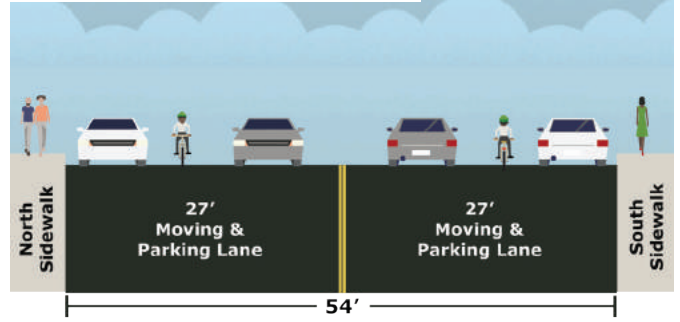 North
Sidewalk
27’
Moving &
Parking Lane
27’
Moving &
Parking Lane
South
Sidewalk
54’